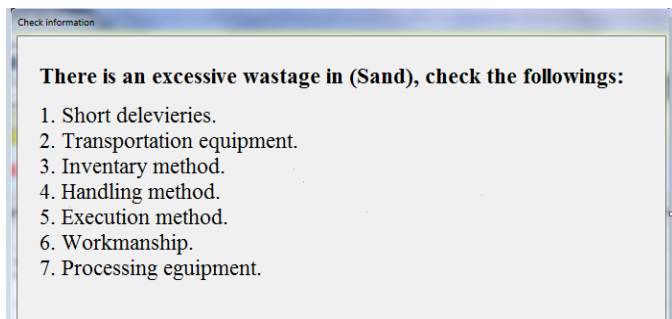 Check information
There is an excessive wastage in (Sand), check the followings:
1. Short delevieries.
2. Transportation equipment.
3. Inventary method.
4. Handling method.
5. Execution method.
6. Workmanship.
7. Processing eguipment.